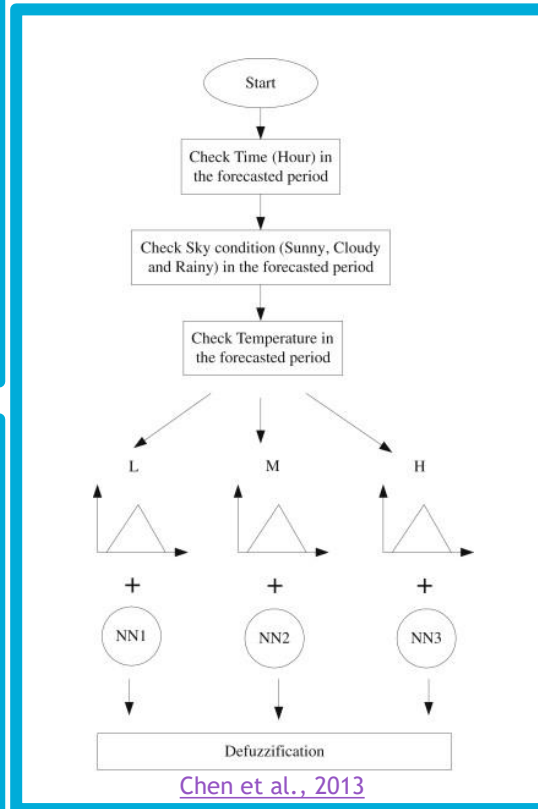 Start
Check Time (Hour) in
the forecasted period
Check Sky condition (Sunny, Cloudy
and Rainy) in the forecasted period
Check Temperature in
the forecasted period
L M H
+ + +
NN1 NN2 NN3
Defuzzification
Chen et al., 2013